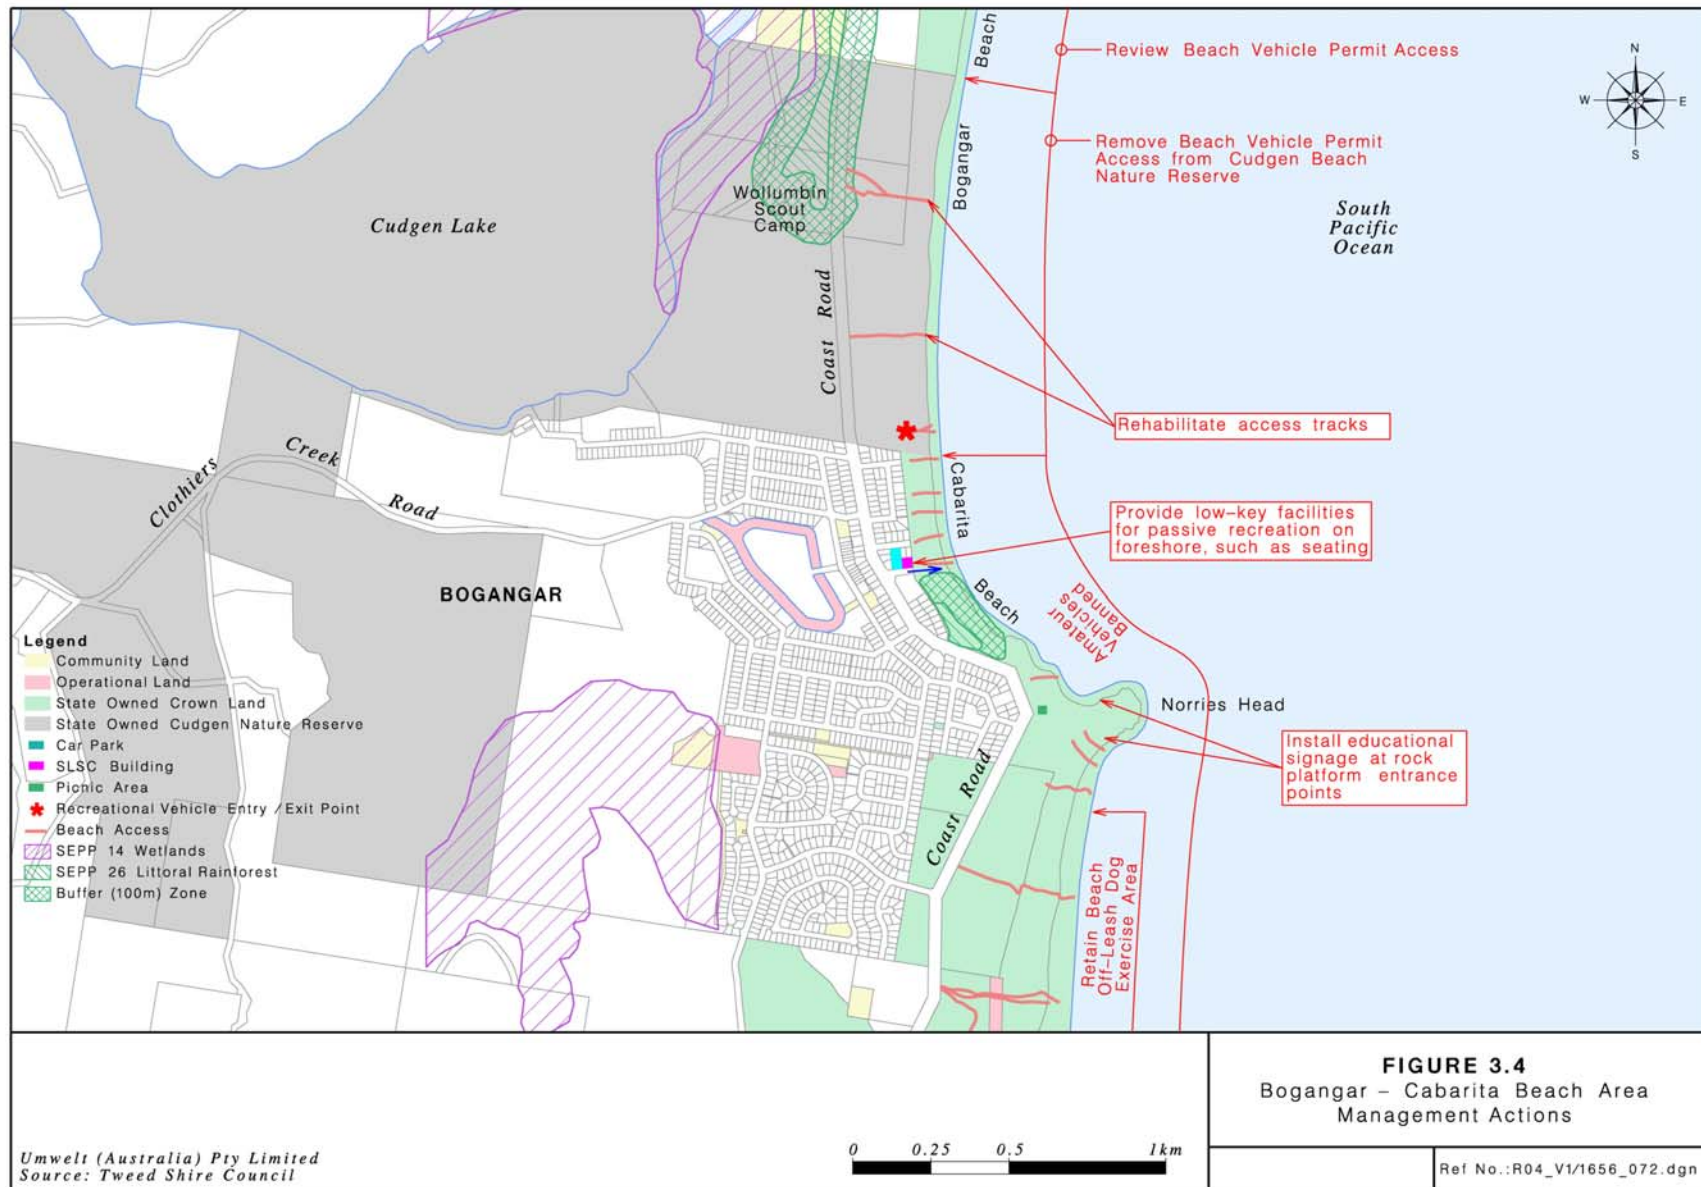 Beach
Review Beach Vehicle Permit Access
N
W
E
S
Bogangar
Remove Beach Vehicle Permit
Access from Cudgen Beach
Nature Reserve
Wollumbin
Scout
Camp
Cudgen Lake
South
Pacific
Ocean
Coast Road
Rehabilitate access tracks
Clothiers Creek Road
Cabarita
Provide low-key facilities
for passive recreation on
foreshore, such as seating
BOGANGAR
Beach
Amateur
Vehicles
Banned
Norries Head
Install educational
signage at rock
platform entrance
points
Coast Road
Retain Beach
Off-Leash Dog
Exercise Area
Legend
Community Land
Operational Land
State Owned Crown Land
State Owned Cudgen Nature Reserve
Car Park
SLSC Building
Picnic Area
Recreational Vehicle Entry / Exit Point
Beach Access
SEPP 14 Wetlands
SEPP 26 Littoral Rainforest
Buffer (100m) Zone
Umwelt (Australia) Pty Limited
Source: Tweed Shire Council
0 0.25 0.5 1km
FIGURE 3.4
Bogangar – Cabarita Beach Area
Management Actions
Ref No.:R04_V1/1656_072.dgn